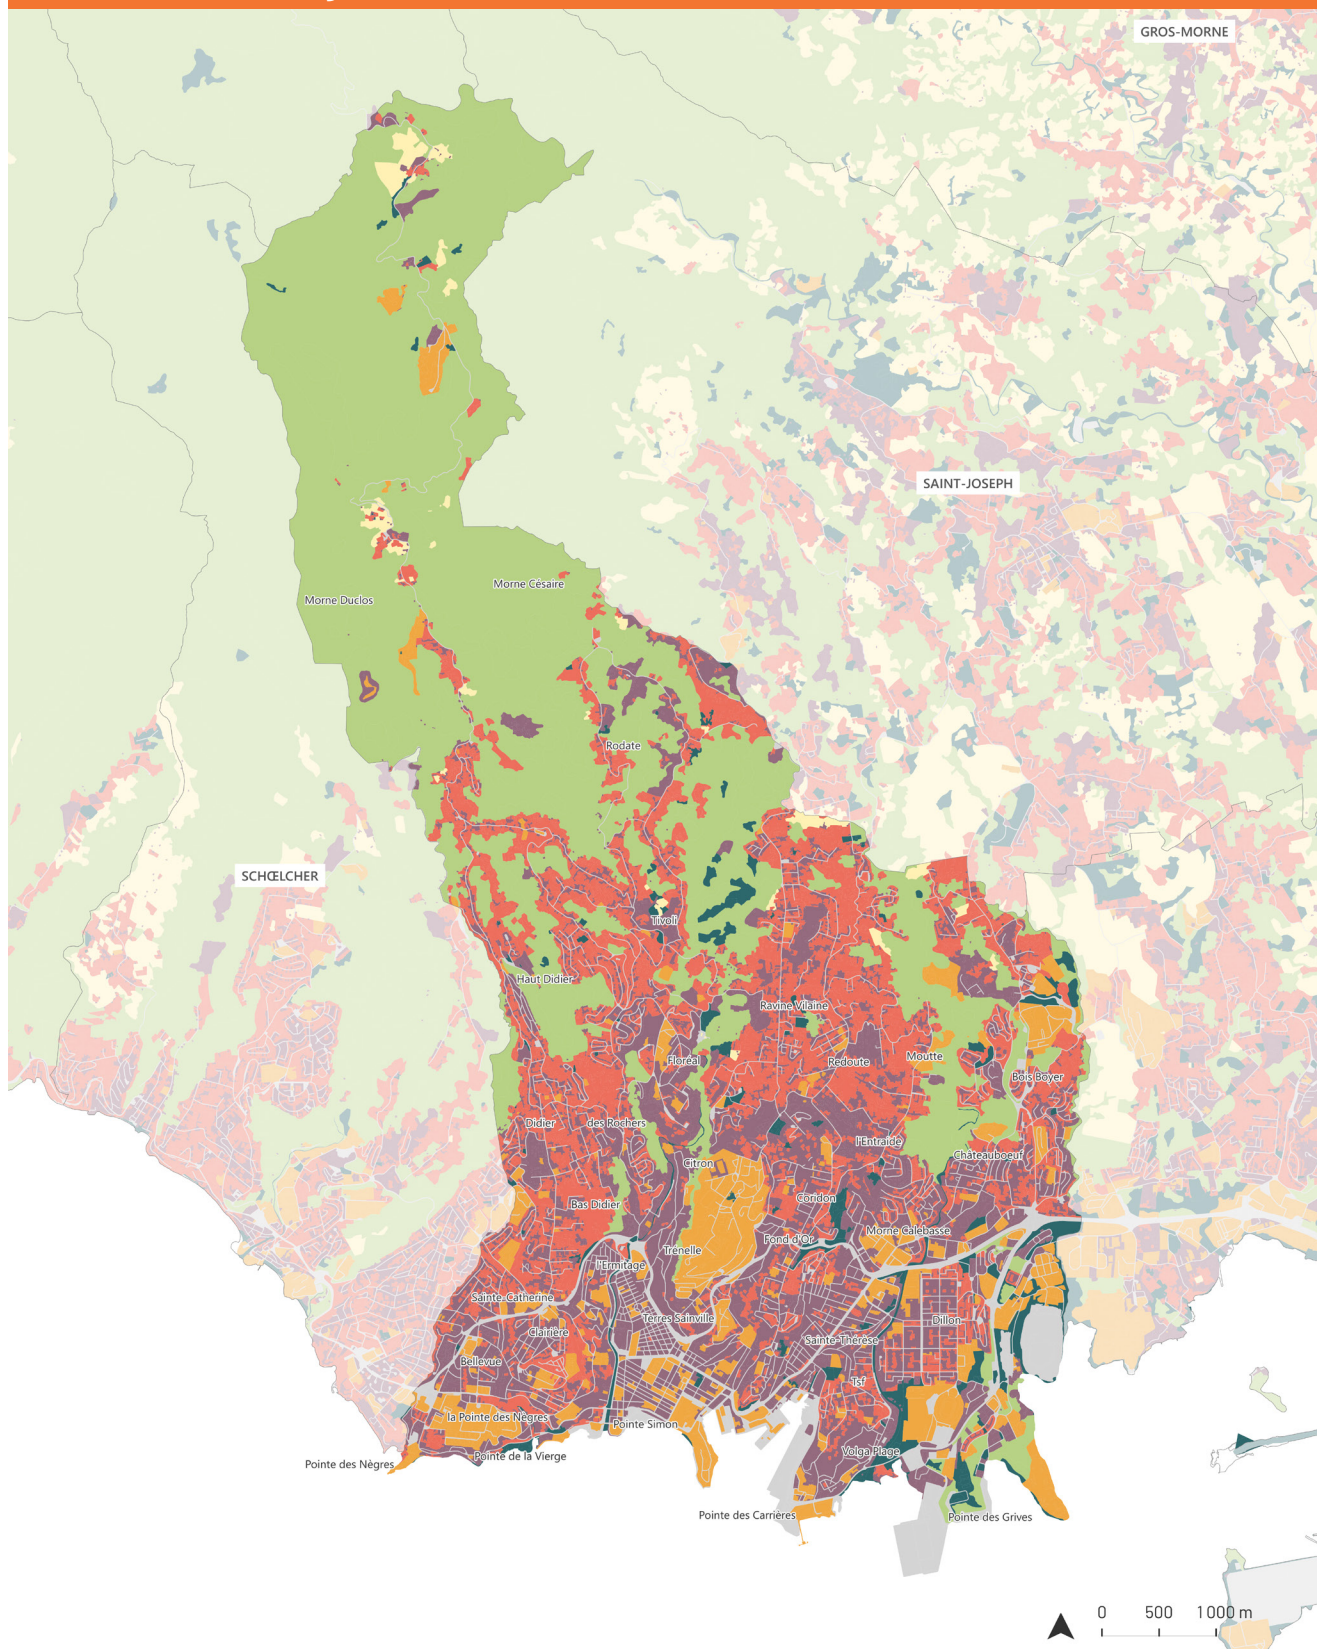 GROS-MORNE
SAINT-JOSEPH
Morne Césaire
Morne Duclos
Rodate
SCHŒLCHER
Tivoli
Haut Didier
Ravine Vilaine
Floréal
Redoute
Moutte
Bois Boyer
Didier
des Rochers
l'Entraide
Châteauboeuf
Citron
Bas Didier
Coridon
Morne Calebasse
Fond d'Or
Trénelle
l'Ermitage
Sainte-Catherine
Terres Sainville
Dillon
Clairière
Sainte-Thérèse
Bellevue
Tsf
la Pointe des Nègres
Pointe Simon
Volga Plage
Pointe de la Vierge
Pointe des Nègres
Pointe des Carrières
Pointe des Grives
0 500 1 000 m